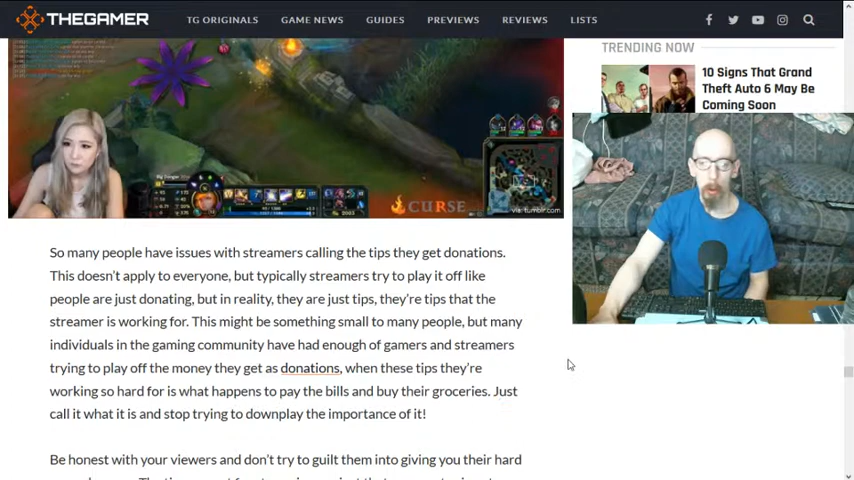 THEGAMER
TG ORIGINALS
GAME NEWS
GUIDES
PREVIEWS
REVIEWS
LISTS
TRENDING NOW
10 Signs That Grand
Theft Auto 6 May Be
Coming Soon
CURSE
via: tumblr.com
So many people have issues with streamers calling the tips they get donations.
This doesn’t apply to everyone, but typically streamers try to play it off like
people are just donating, but in reality, they are just tips, they’re tips that the
streamer is working for. This might be something small to many people, but many
individuals in the gaming community have had enough of gamers and streamers
trying to play off the money they get as donations, when these tips they’re
working so hard for is what happens to pay the bills and buy their groceries. Just
call it what it is and stop trying to downplay the importance of it!
Be honest with your viewers and don’t try to guilt them into giving you their hard